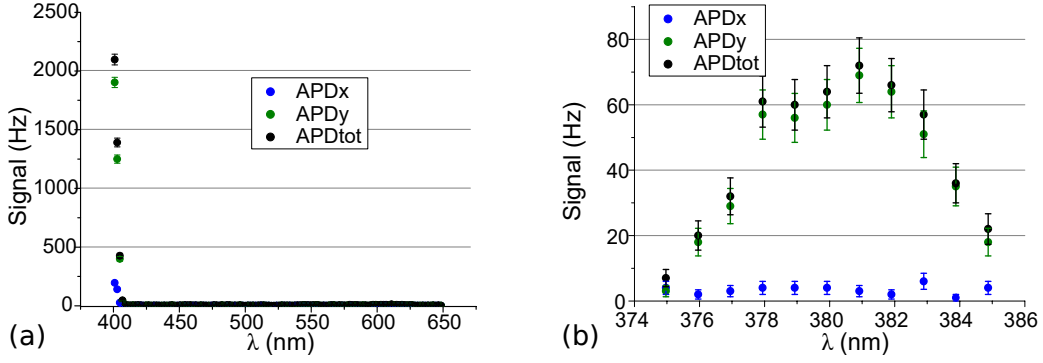 2500
2000
1500
1000
500
0
Signal (Hz)
APDx
APDy
APDtot
400 450 500 550 600 650
λ (nm)
(a)
80
60
40
20
0
Signal (Hz)
APDx
APDy
APDtot
374 376 378 380 382 384 386
λ (nm)
(b)